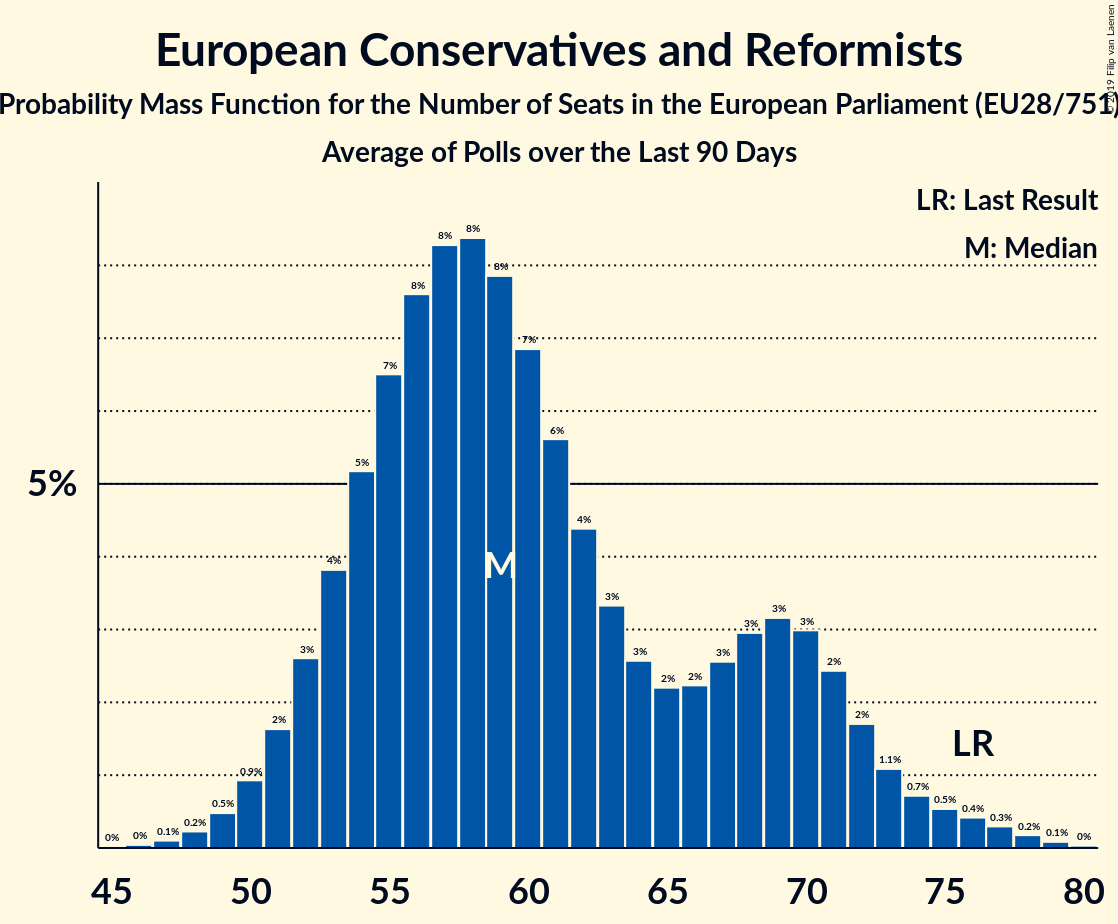 European Conservatives and Reformists
Probability Mass Function for the Number of Seats in the European Parliament (EU28/751)
Average of Polls over the Last 90 Days
© 2019 Filip van Laenen
LR: Last Result
M: Median
5%
0% 0% 0.1% 0.2% 0.5% 0.9% 2% 3% 4% 5% 7% 8% 8% 8% 8% 7% 6% 4% 3% 3% 2% 2% 3% 3% 3% 3% 2% 2% 1.1% 0.7% 0.5% 0.4% 0.3% 0.2% 0.1% 0%
M
LR
45 50 55 60 65 70 75 80